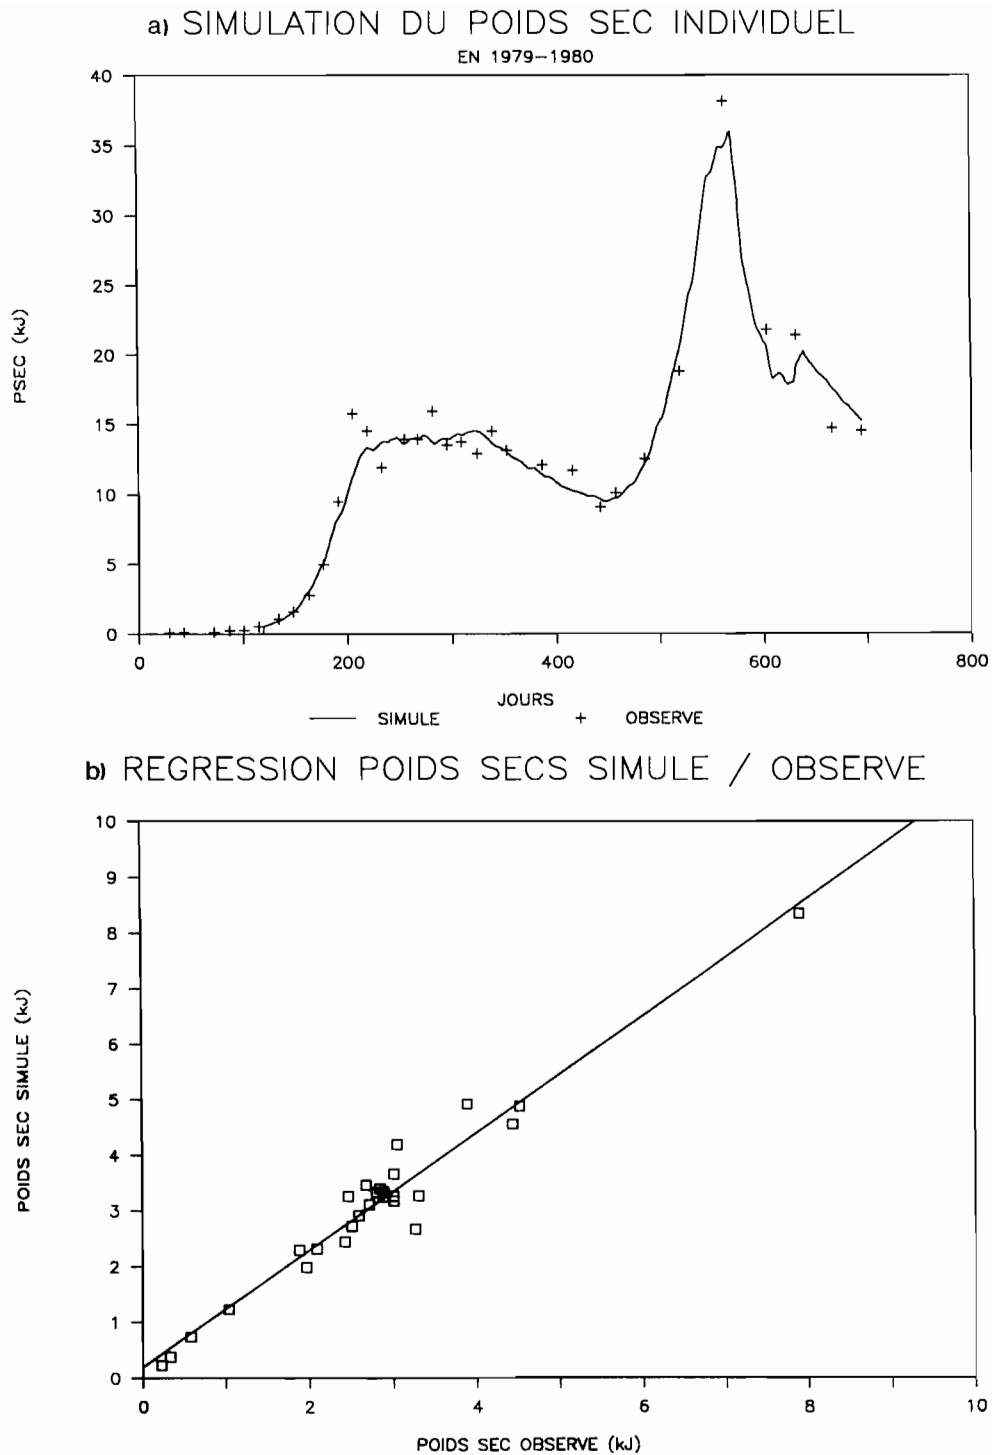 a) SIMULATION DU POIDS SEC INDIVIDUEL
EN 1979-1980
40
35
30
25
20
15
10
5
0
PSEC (kJ)
0 200 400 600 800
JOURS
SIMULE + OBSERVE
b) REGRESSION POIDS SECS SIMULE / OBSERVE
10
9
8
7
6
5
4
3
2
1
0
POIDS SEC SIMULE (kJ)
0 2 4 6 8 10
POIDS SEC OBSERVE (kJ)